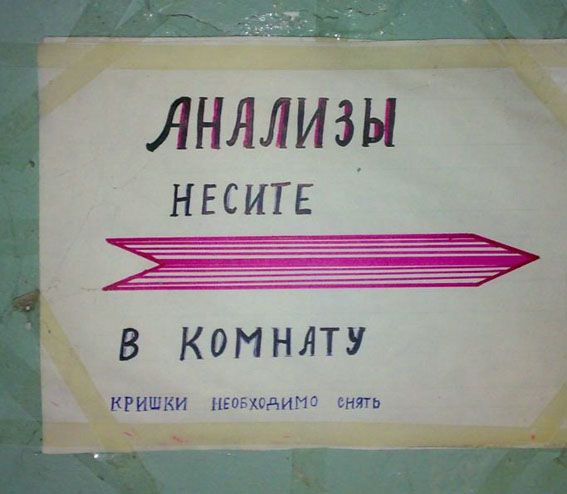 АНАЛИЗЫ
НЕСИТЕ
В КОМНАТУ
КРИШКИ НЕОБХОДИМО СНЯТЬ